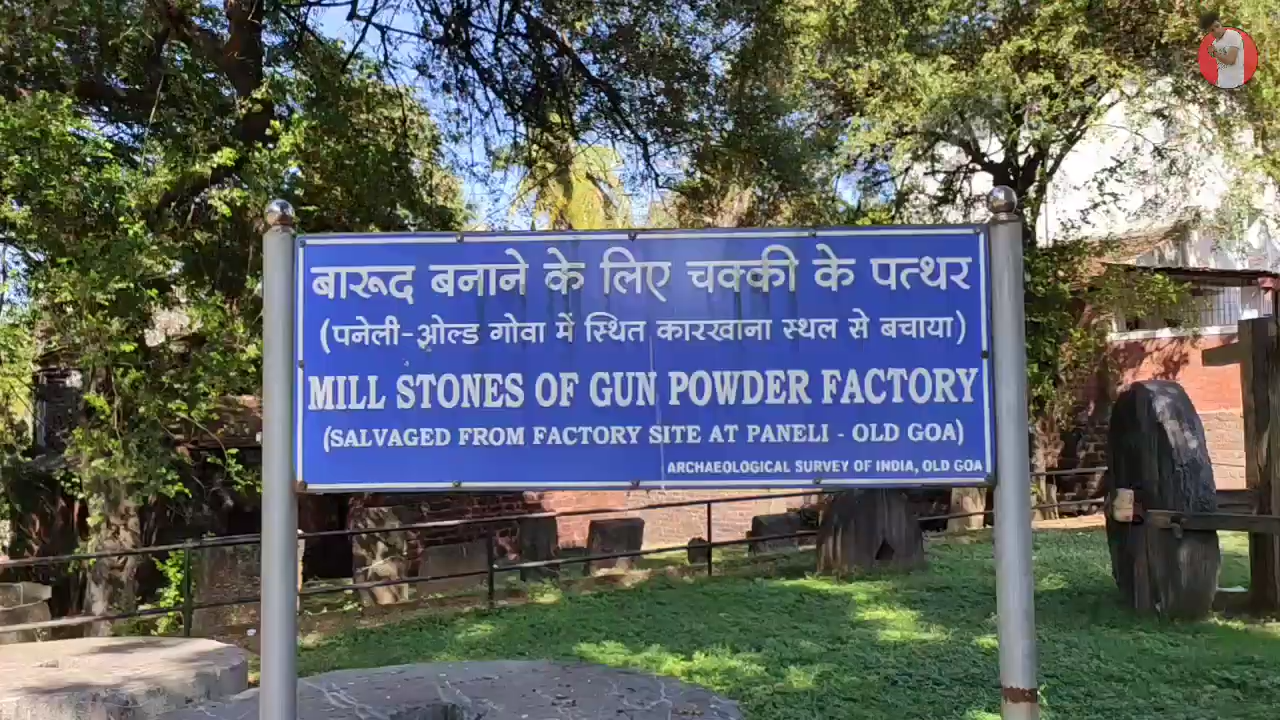 बारूद बनाने के लिए चक्की के पत्थर
(पनेली-ओल्ड गोवा में स्थित कारखाना स्थल से बचाया)
MILL STONES OF GUN POWDER FACTORY
(SALVAGED FROM FACTORY SITE AT PANELI - OLD GOA)
ARCHAEOLOGICAL SURVEY OF INDIA, OLD GOA